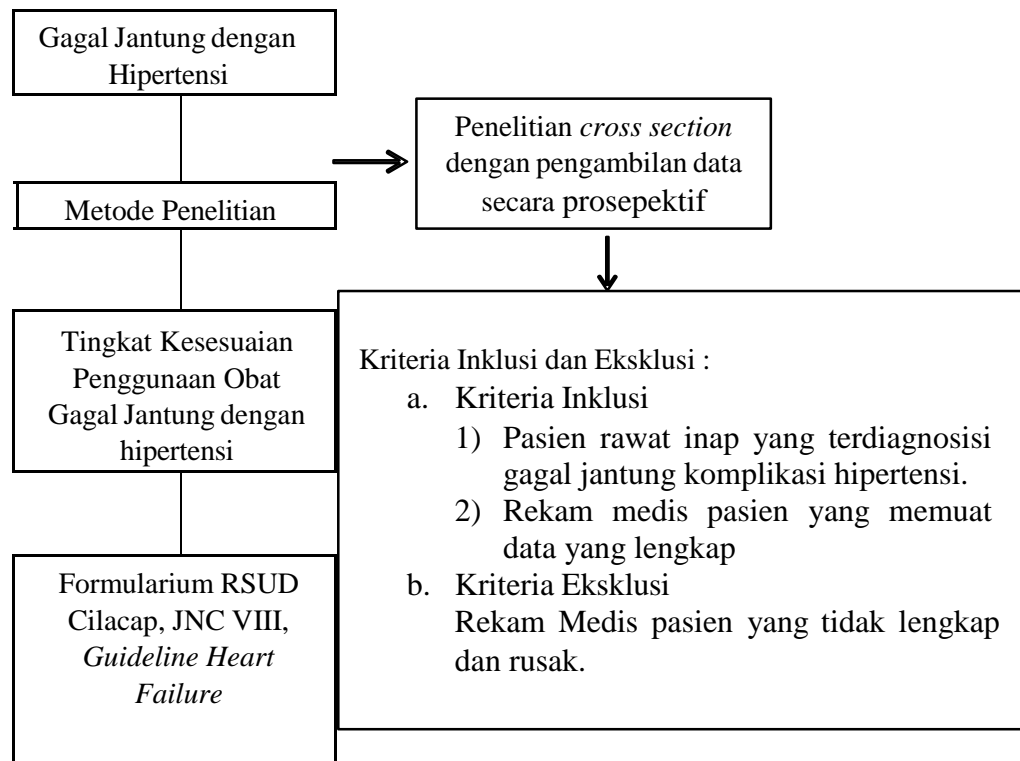 Gagal Jantung dengan
Hipertensi
Penelitian cross section
dengan pengambilan data
secara prosepektif
Metode Penelitian
Tingkat Kesesuaian
Penggunaan Obat
Gagal Jantung dengan
hipertensi
Kriteria Inklusi dan Eksklusi :
a. Kriteria Inklusi
1) Pasien rawat inap yang terdiagnosisi
gagal jantung komplikasi hipertensi.
2) Rekam medis pasien yang memuat
data yang lengkap
b. Kriteria Eksklusi
Rekam Medis pasien yang tidak lengkap
dan rusak.
Formularium RSUD
Cilacap, JNC VIII,
Guideline Heart
Failure